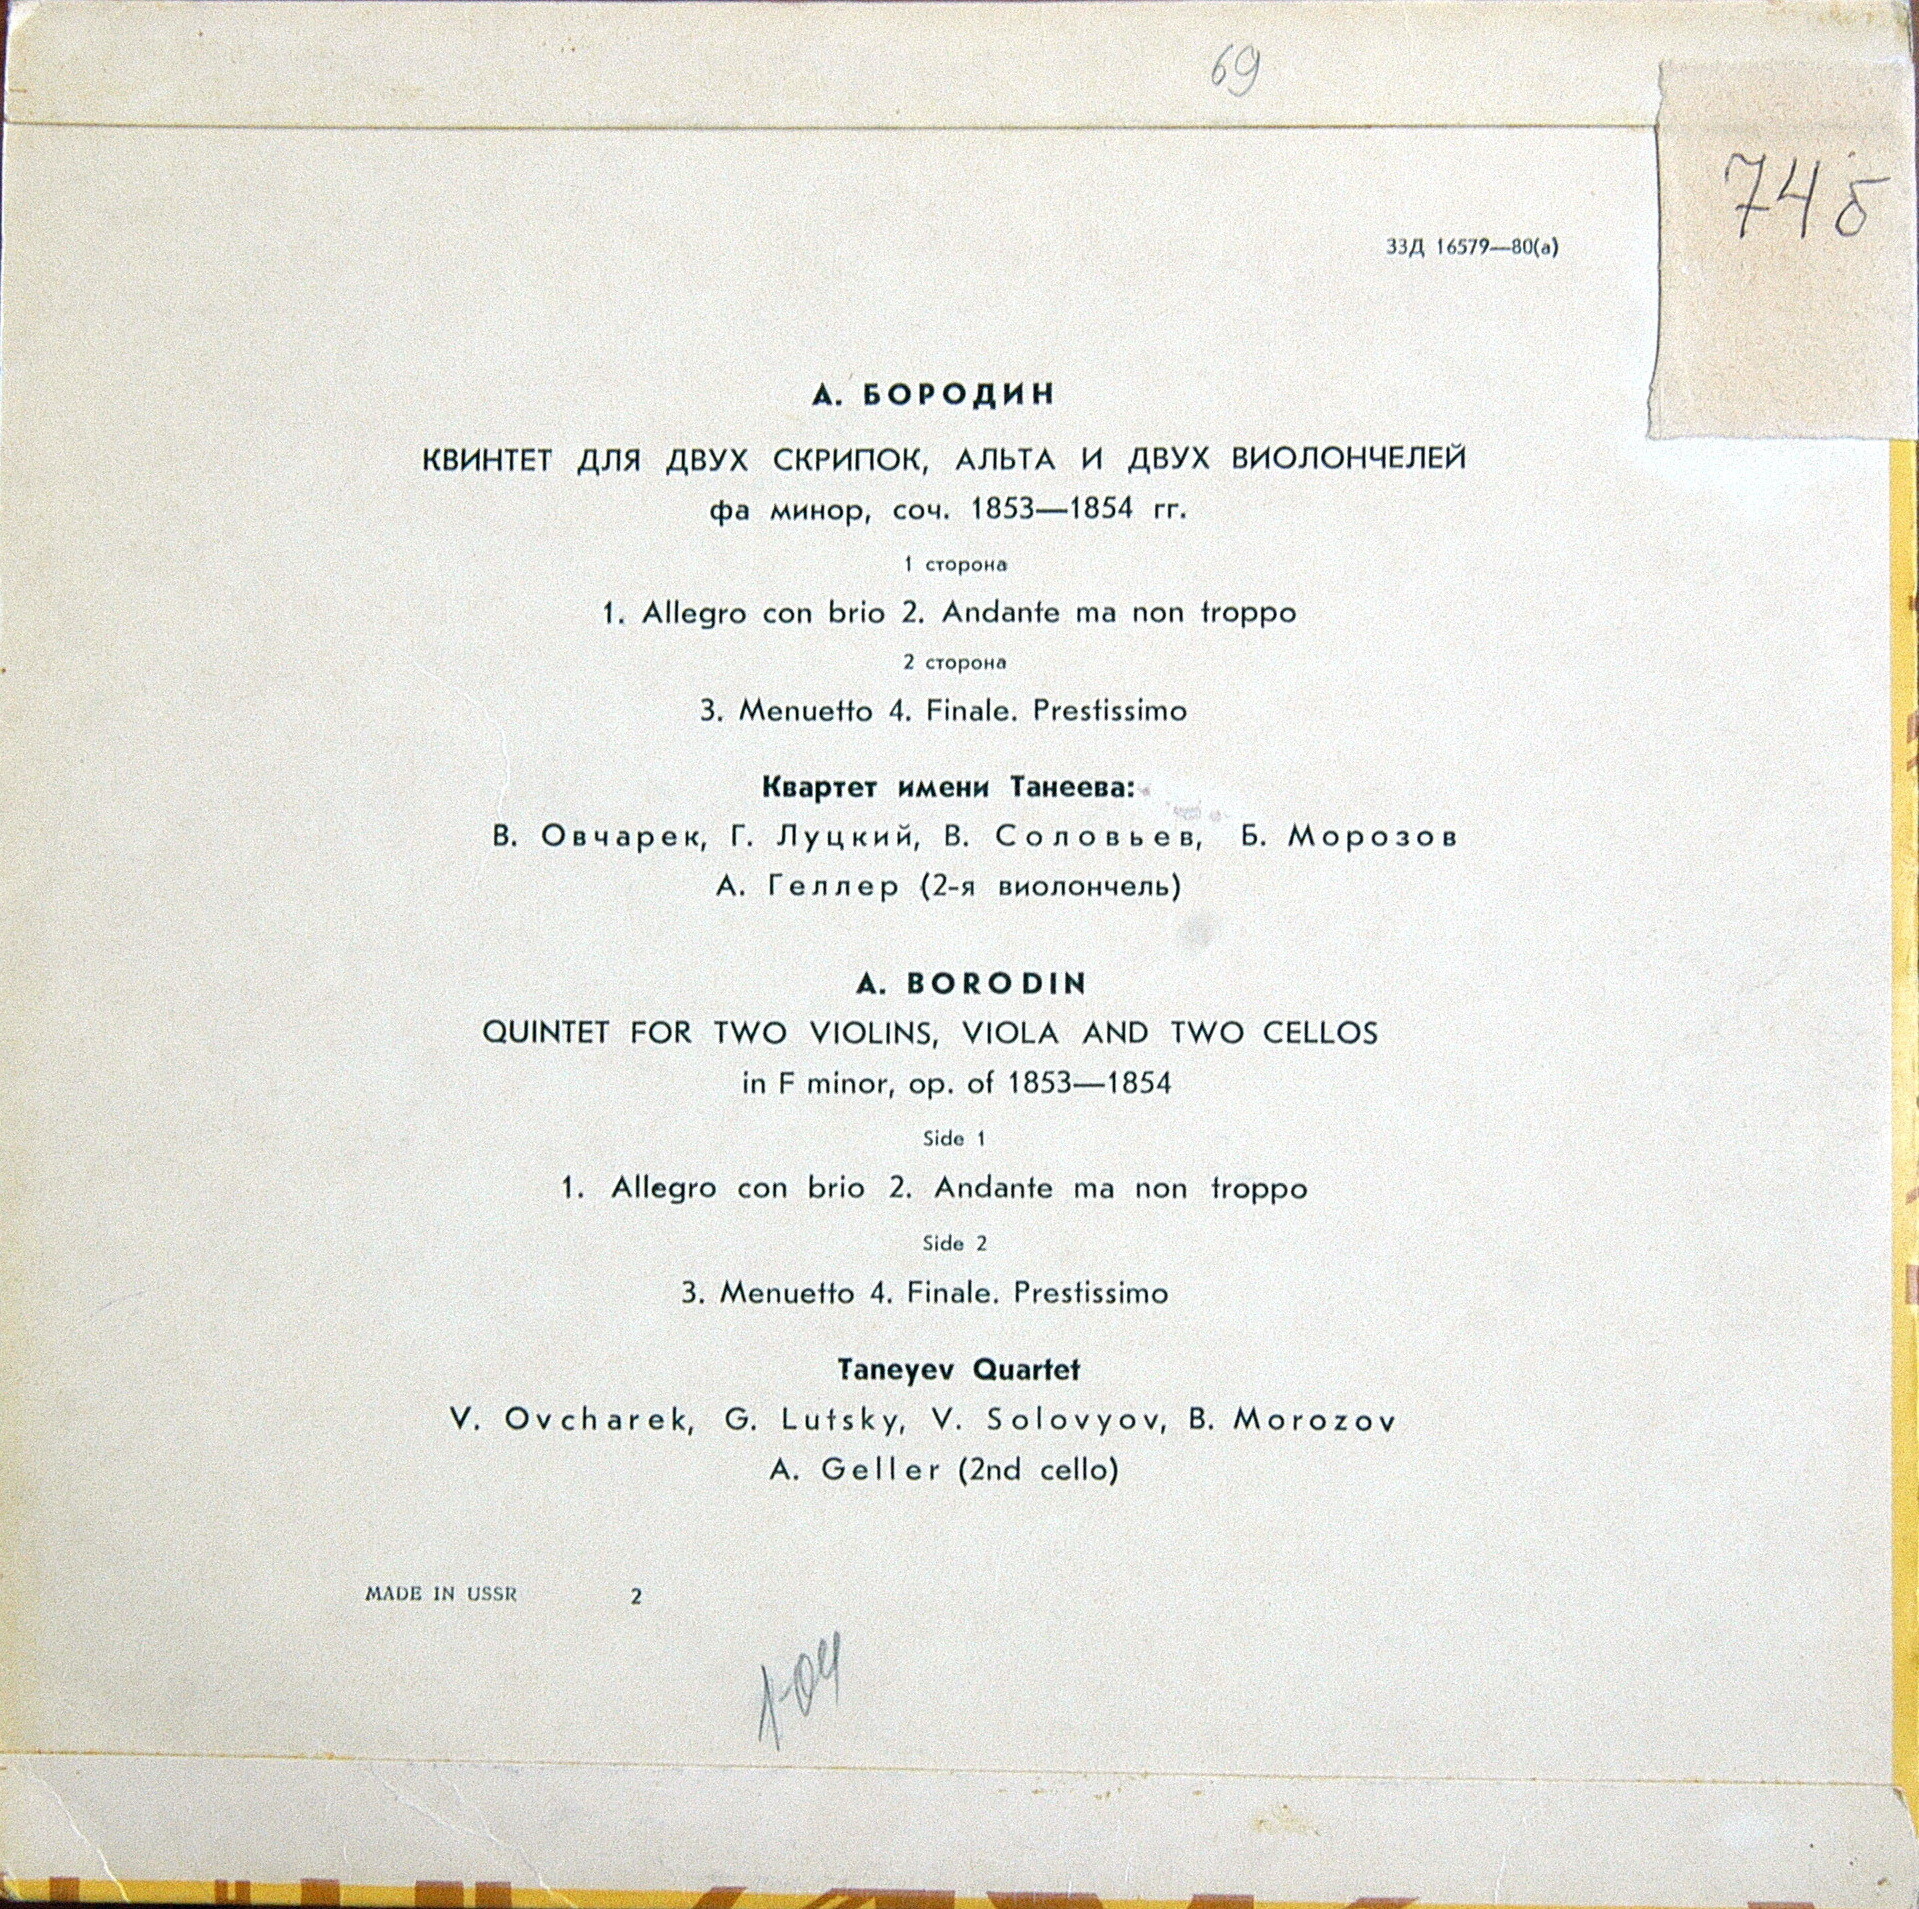 69
74 б
33Д 16579—80(а)
А. БОРОДИН
КВИНТЕТ ДЛЯ ДВУХ СКРИПОК, АЛЬТА И ДВУХ ВИОЛОНЧЕЛЕЙ
фа минор, соч. 1853—1854 гг.
1 сторона
1. Allegro con brio 2. Andante ma non troppo
2 сторона
3. Menuetto 4. Finale. Prestissimo
Квартет имени Танеева:
В. Овчарек, Г. Луцкий, В. Соловьев, Б. Морозов
А. Геллер (2-я виолончель)
A. BORODIN
QUINTET FOR TWO VIOLINS, VIOLA AND TWO CELLOS
in F minor, op. of 1853—1854
Side 1
1. Allegro con brio 2. Andante ma non troppo
Side 2
3. Menuetto 4. Finale. Prestissimo
Taneyev Quartet
V. Ovcharek, G. Lutsky, V. Solovyov, B. Morozov
A. Geller (2nd cello)
MADE IN USSR 2
1-04